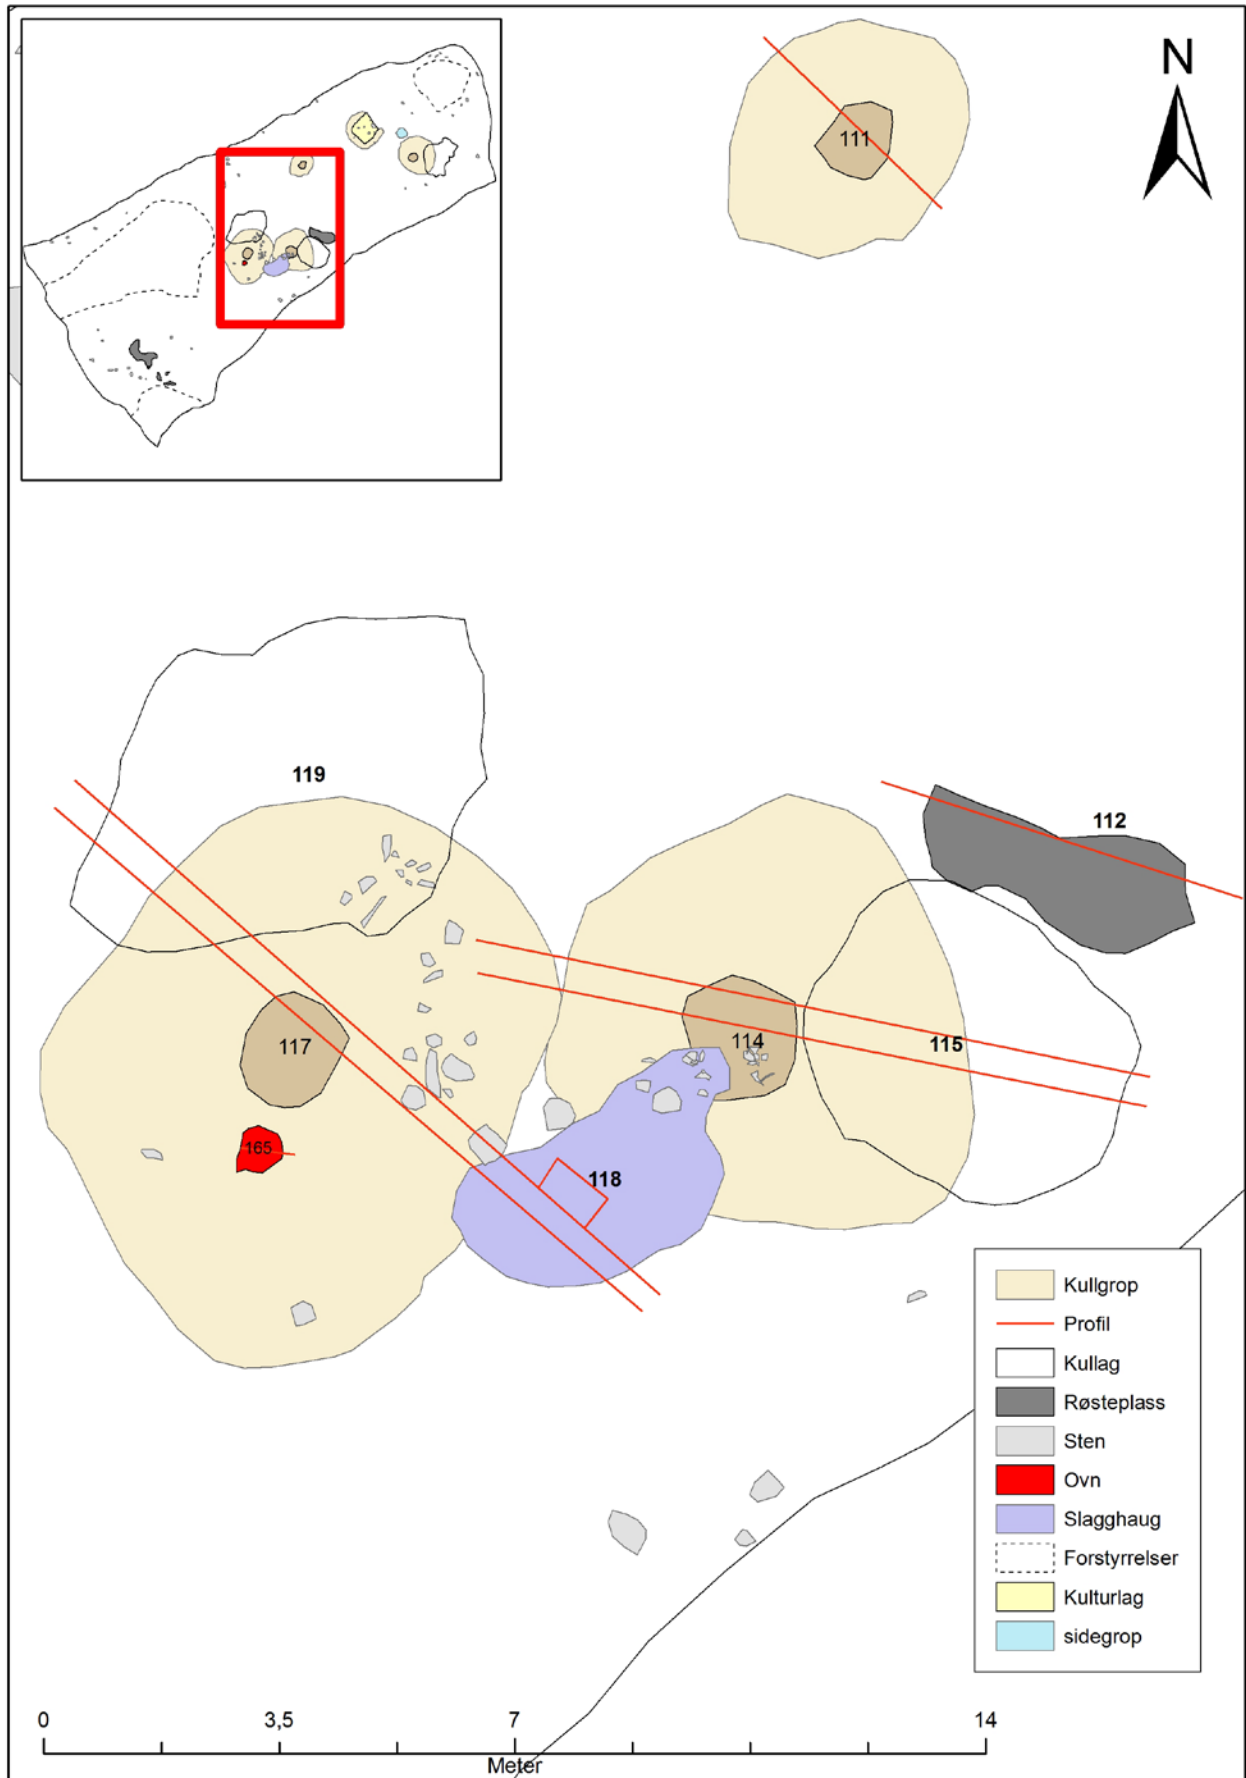 N
111
119
112
117
114
115
165
118
Kullgrop
Profil
Kullag
Røsteplass
Sten
Ovn
Slagghaug
Forstyrrelser
Kulturlag
sidegrop
0 3,5 7 14
Meter